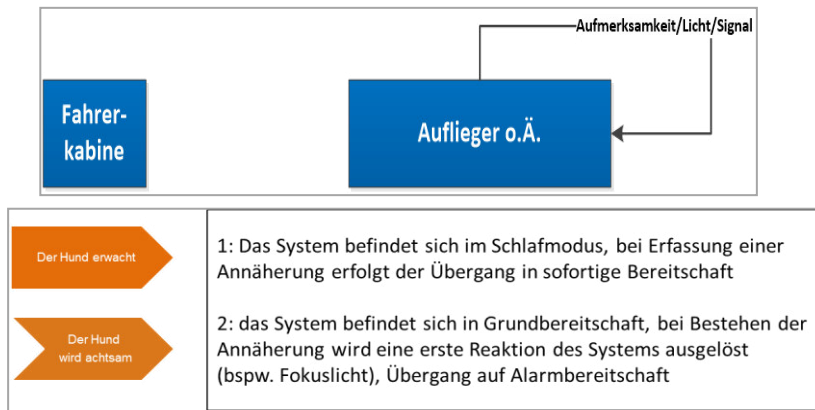 Aufmerksamkeit/Licht/Signal
Fahrer-
kabine
Auflieger o.Ä.
Der Hund erwacht
1: Das System befindet sich im Schlafmodus, bei Erfassung einer
Annäherung erfolgt der Übergang in sofortige Bereitschaft
Der Hund
wird achtsam
2: das System befindet sich in Grundbereitschaft, bei Bestehen der
Annäherung wird eine erste Reaktion des Systems ausgelöst
(bspw. Fokuslicht), Übergang auf Alarmbereitschaft